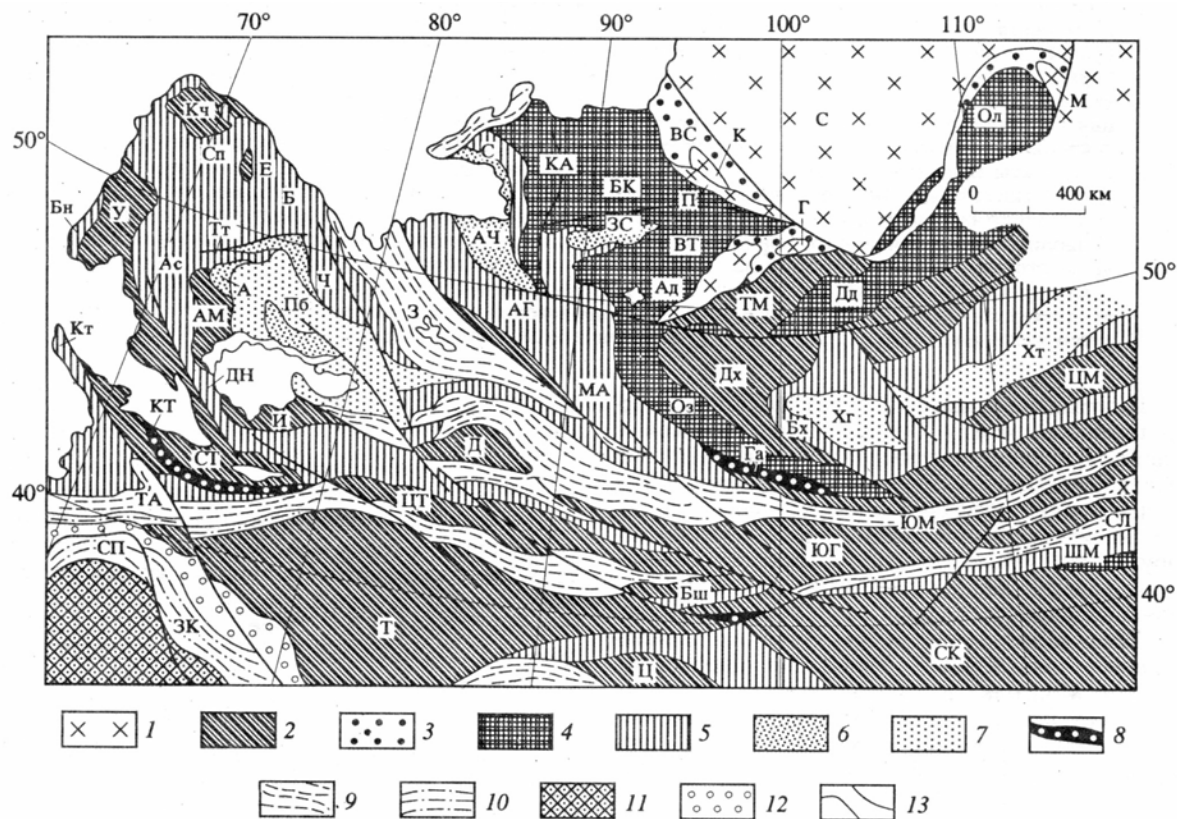 70° 80° 90° 100° 110°
Кч
М
Ол
50°
ВС К С
Сп
С
КА
Е
БК
0 400 км
У
Б
П
Бн
Г
ЗС
Тт
АЧ
ВТ
50°
Ас
Ч
А
Ад
Пб
ТМ
Дд
АМ
З
АГ
Кт
Хт
ДН
Дх
ЦМ
МА
КТ
Оз
И
Бх
Хг
Д
Га
СТ
40°
ТА
ЦТ
Х
ЮМ
СЛ
СП
ЮГ
ШМ
Бш
40°
ЗК
Т
СК
Ц
1 2 3 4 5 6 7 8
9 10 11 12 13